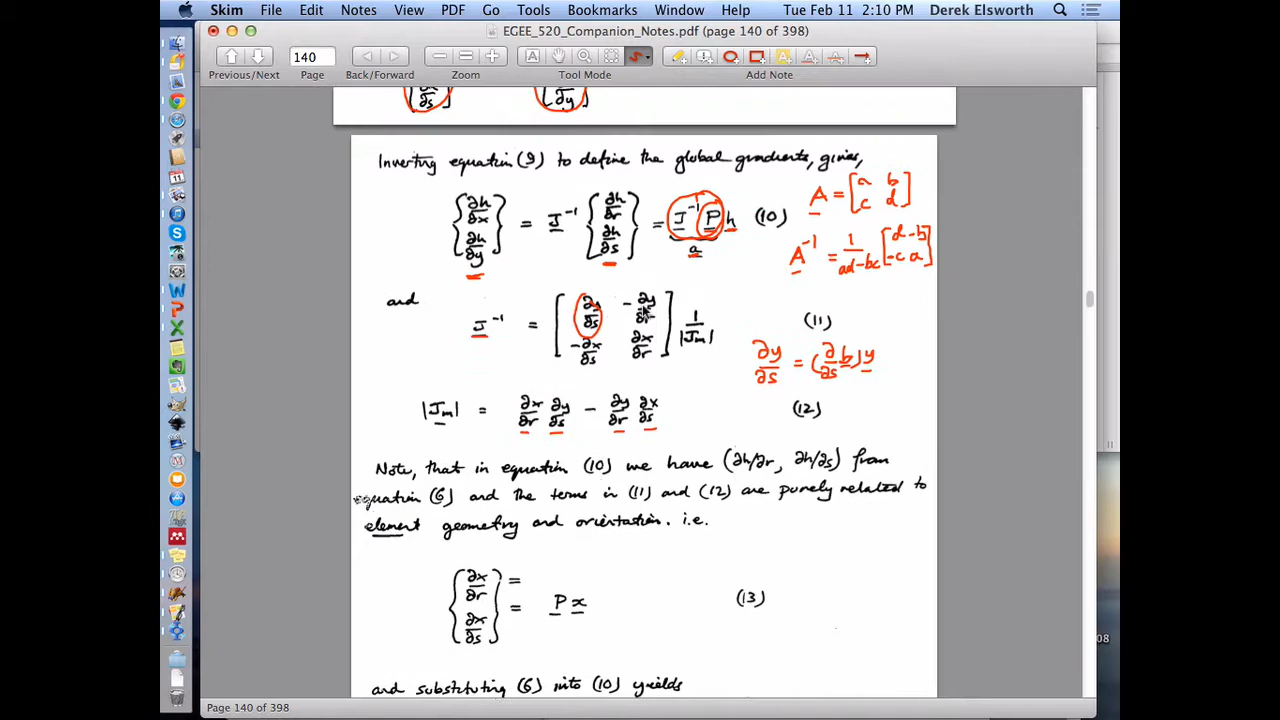 Skim File Edit Notes View PDF Go Tools Bookmarks Window Help Tue Feb 11 2:10 PM Derek Elsworth
EGEE_520_Companion_Notes.pdf (page 140 of 398)
140
Previous/Next Page Back/Forward Zoom Tool Mode Add Note
∂s ∂y
Inverting equation (9) to define the global gradients, gives,
{∂h/∂x ∂h/∂y} = J⁻¹ {∂h/∂r ∂h/∂s} = J⁻¹ P h (10)
a
A = [a b c d]
A⁻¹ = 1/(ad-bc) [d -b -c a]
and
J⁻¹ = [∂y/∂s -∂y/∂r -∂x/∂s ∂x/∂r] 1/|Jm| (11)
∂y/∂s = (∂/∂s b) y
|Jm| = ∂x/∂r ∂y/∂s - ∂y/∂r ∂x/∂s (12)
Note, that in equation (10) we have (∂h/∂r, ∂h/∂s) from
equation (6) and the terms in (11) and (12) are purely related to
element geometry and orientation. i.e.
{∂x/∂r ∂x/∂s} = = P x (13)
and substituting (6) into (10) yields
Page 140 of 398